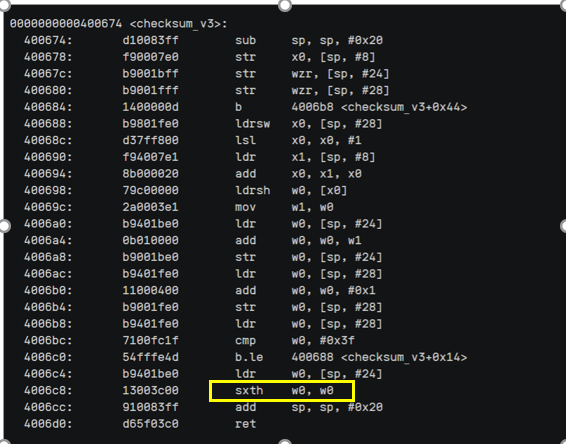 0000000000400674 <checksum_v3>:
400674: d10083ff sub sp, sp, #0x20
400678: f90007e0 str x0, [sp, #8]
40067c: b9001bff str wzr, [sp, #24]
400680: b9001fff str wzr, [sp, #28]
400684: 1400000d b 4006b8 <checksum_v3+0x44>
400688: b9801fe0 ldrsw x0, [sp, #28]
40068c: d37ff800 lsl x0, x0, #1
400690: f94007e1 ldr x1, [sp, #8]
400694: 8b000020 add x0, x1, x0
400698: 79c00000 ldrsh w0, [x0]
40069c: 2a0003e1 mov w1, w0
4006a0: b9401be0 ldr w0, [sp, #24]
4006a4: 0b010000 add w0, w0, w1
4006a8: b9001be0 str w0, [sp, #24]
4006ac: b9401fe0 ldr w0, [sp, #28]
4006b0: 11000400 add w0, w0, #0x1
4006b4: b9001fe0 str w0, [sp, #28]
4006b8: b9401fe0 ldr w0, [sp, #28]
4006bc: 7100fc1f cmp w0, #0x3f
4006c0: 54fffe4d b.le 400688 <checksum_v3+0x14>
4006c4: b9401be0 ldr w0, [sp, #24]
4006c8: 13003c00 sxth w0, w0
4006cc: 910083ff add sp, sp, #0x20
4006d0: d65f03c0 ret